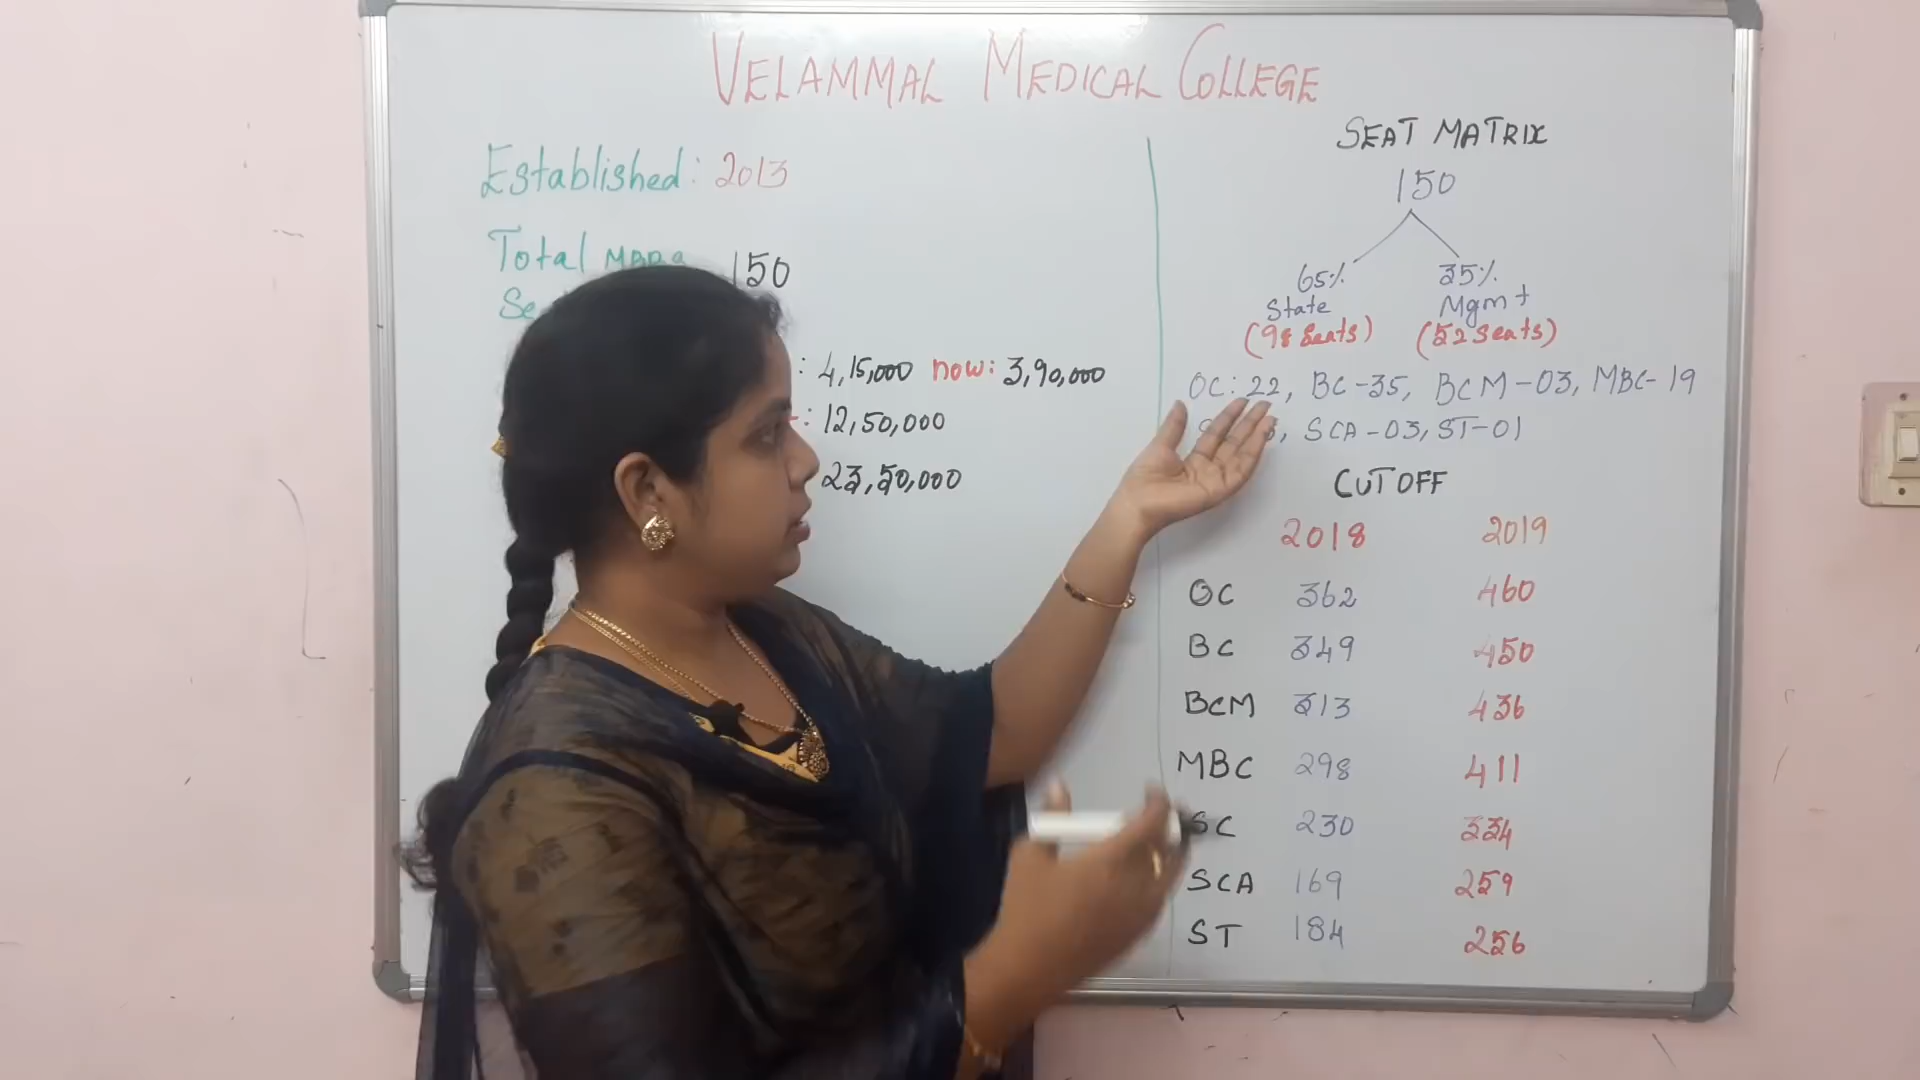 VELAMMAL MEDICAL COLLEGE
Established: 2013
Total MBBS 150
Se
: 4,15,000 now: 3,90,000
: 12,50,000
23,50,000
SEAT MATRIX
150
65% 35%
State Mgmt
(98 Seats) (52 Seats)
OC: 22, BC-35, BCM-03, MBC-19
, SCA-03, ST-01
CUTOFF
2018 2019
OC 362 460
BC 349 450
BCM 313 436
MBC 298 411
SC 230 334
SCA 169 259
ST 184 256